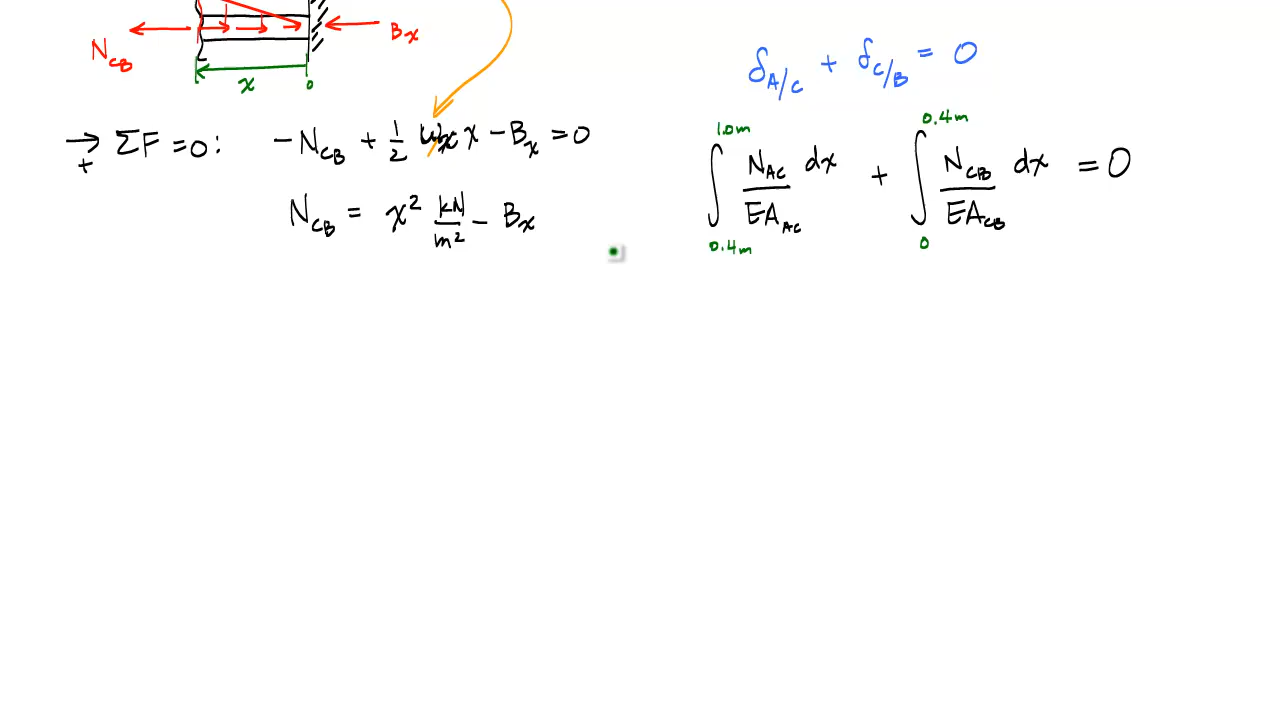 N_CB
B_x
x
0
→+ ΣF = 0: - N_CB + 1/2 x - B_x = 0
N_CB = x² kN/m² - B_x
δ_A/C + δ_C/B = 0
∫_{0.4m}^{1.0m} N_AC/EA_AC dx + ∫_{0}^{0.4m} N_CB/EA_CB dx = 0